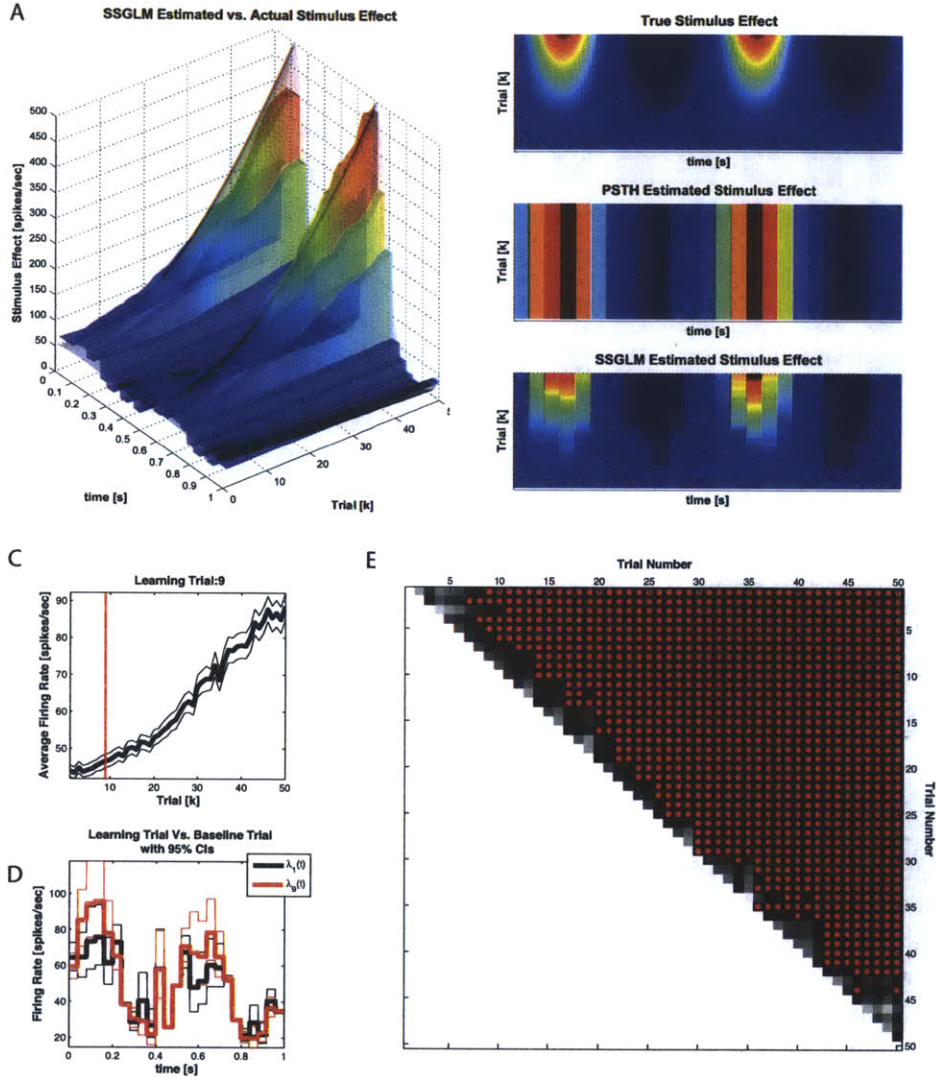 A
SSGLM Estimated vs. Actual Stimulus Effect
Stimulus Effect [spikes/sec]
500
450
400
350
300
250
200
150
100
50
0
0
0.1
0.2
0.3
0.4
0.5
0.6
0.7
0.8
0.9
1
time [s]
0
10
20
30
40
Trial [k]
True Stimulus Effect
Trial [k]
time [s]
PSTH Estimated Stimulus Effect
Trial [k]
time [s]
SSGLM Estimated Stimulus Effect
Trial [k]
time [s]
C
Learning Trial:9
Average Firing Rate [spikes/sec]
90
80
70
60
50
10
20
30
40
50
Trial [k]
D
Learning Trial Vs. Baseline Trial
with 95% CIs
λ1(t)
λ9(t)
Firing Rate [spikes/sec]
100
80
60
40
20
0
0.2
0.4
0.6
0.8
1
time [s]
E
Trial Number
5
10
15
20
25
30
35
40
45
50
5
10
15
20
25
30
35
40
45
50
Trial Number